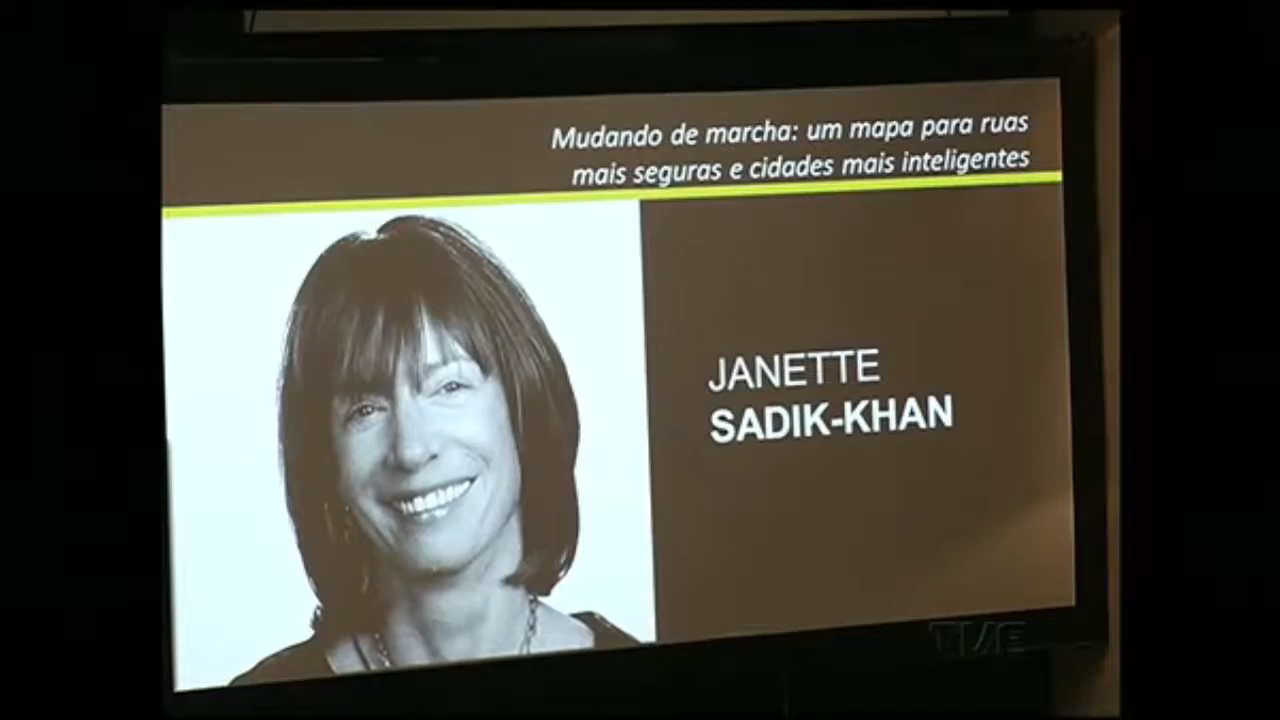 Mudando de marcha: um mapa para ruas
mais seguras e cidades mais inteligentes
JANETTE
SADIK-KHAN